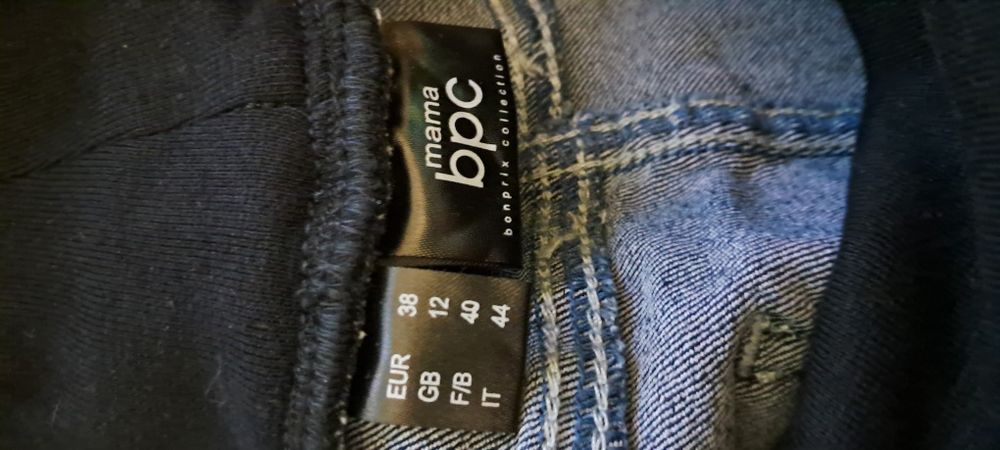 mama
bpc
bonprix collection
EUR 38
GB 12
F/B 40
IT 44